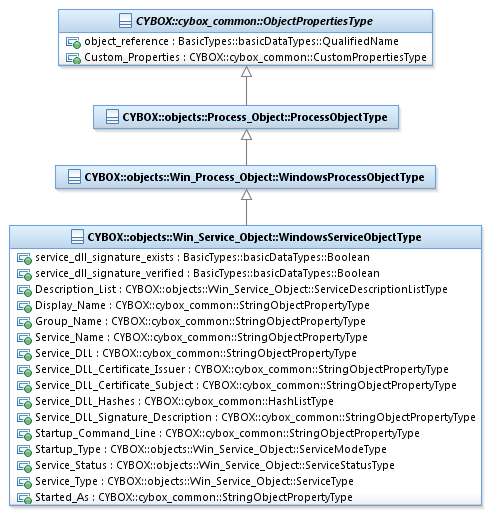 CYBOX::cybox_common::ObjectPropertiesType
object_reference : BasicTypes::basicDataTypes::QualifiedName
Custom_Properties : CYBOX::cybox_common::CustomPropertiesType
CYBOX::objects::Process_Object::ProcessObjectType
CYBOX::objects::Win_Process_Object::WindowsProcessObjectType
CYBOX::objects::Win_Service_Object::WindowsServiceObjectType
service_dll_signature_exists : BasicTypes::basicDataTypes::Boolean
service_dll_signature_verified : BasicTypes::basicDataTypes::Boolean
Description_List : CYBOX::objects::Win_Service_Object::ServiceDescriptionListType
Display_Name : CYBOX::cybox_common::StringObjectPropertyType
Group_Name : CYBOX::cybox_common::StringObjectPropertyType
Service_Name : CYBOX::cybox_common::StringObjectPropertyType
Service_DLL : CYBOX::cybox_common::StringObjectPropertyType
Service_DLL_Certificate_Issuer : CYBOX::cybox_common::StringObjectPropertyType
Service_DLL_Certificate_Subject : CYBOX::cybox_common::StringObjectPropertyType
Service_DLL_Hashes : CYBOX::cybox_common::HashListType
Service_DLL_Signature_Description : CYBOX::cybox_common::StringObjectPropertyType
Startup_Command_Line : CYBOX::cybox_common::StringObjectPropertyType
Startup_Type : CYBOX::objects::Win_Service_Object::ServiceModeType
Service_Status : CYBOX::objects::Win_Service_Object::ServiceStatusType
Service_Type : CYBOX::objects::Win_Service_Object::ServiceType
Started_As : CYBOX::cybox_common::StringObjectPropertyType